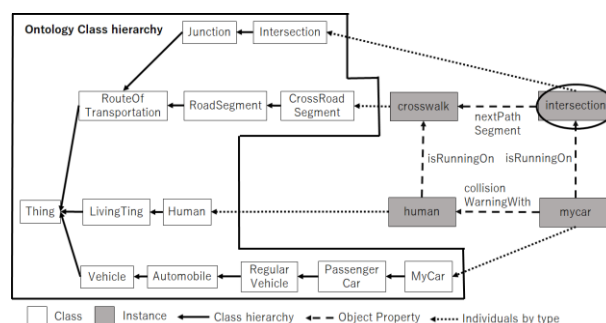 Ontology Class hierarchy
Junction
Intersection
RouteOf
Transportation
RoadSegment
CrossRoad
Segment
crosswalk
intersection
nextPath
Segment
isRunningOn
isRunningOn
collision
WarningWith
Thing
LivingTing
Human
human
mycar
Vehicle
Automobile
Regular
Vehicle
Passenger
Car
MyCar
Class
Instance
Class hierarchy
Object Property
Individuals by type